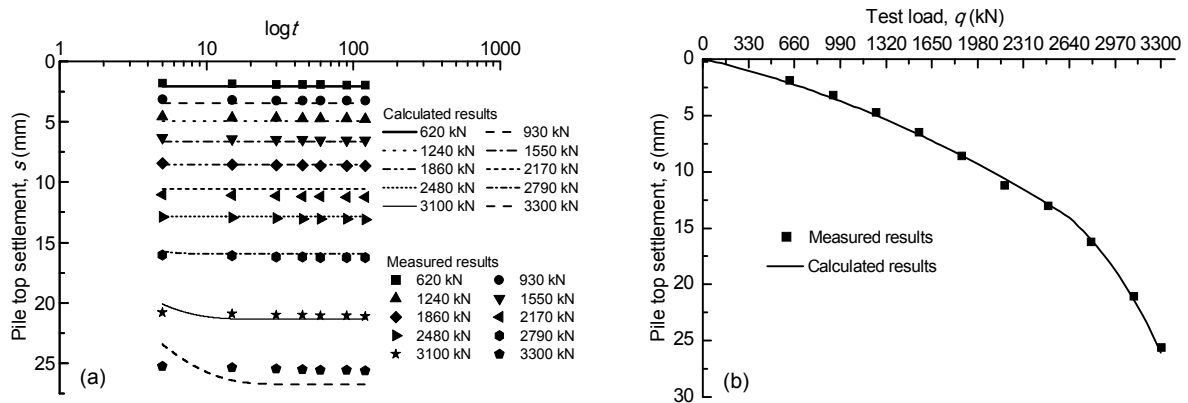 logt
1 10 100 1000
Pile top settlement, s (mm)
0
5
10
15
20
25
Calculated results
620 kN 930 kN
1240 kN 1550 kN
1860 kN 2170 kN
2480 kN 2790 kN
3100 kN 3300 kN
Measured results
620 kN 930 kN
1240 kN 1550 kN
1860 kN 2170 kN
2480 kN 2790 kN
3100 kN 3300 kN
(a)
Test load, q (kN)
0 330 660 990 1320 1650 1980 2310 2640 2970 3300
Pile top settlement, s (mm)
0
5
10
15
20
25
30
Measured results
Calculated results
(b)